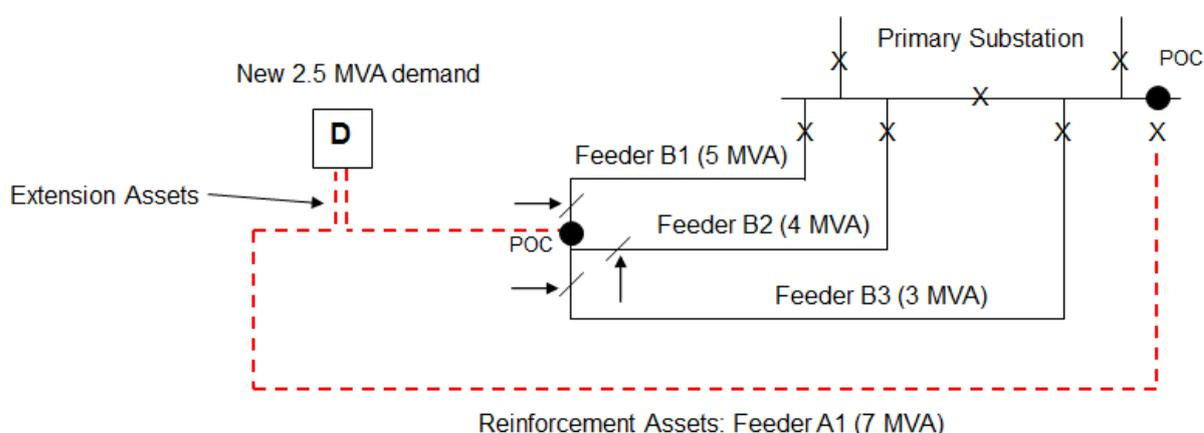 Primary Substation
POC
New 2.5 MVA demand
X
X
X
D
X
X
X
X
Feeder B1 (5 MVA)
Extension Assets
Feeder B2 (4 MVA)
POC
Feeder B3 (3 MVA)
Reinforcement Assets: Feeder A1 (7 MVA)